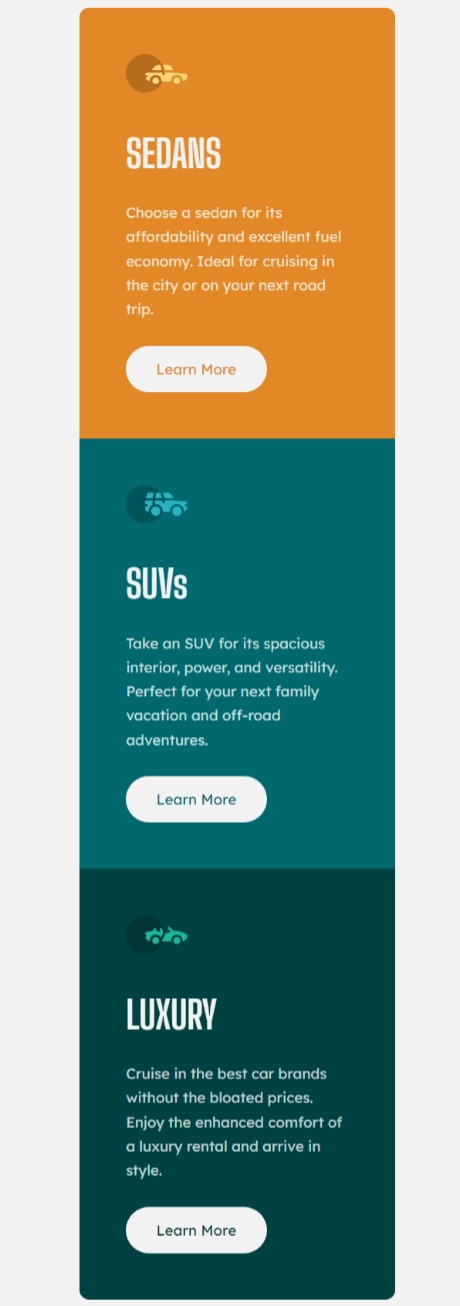 SEDANS
Choose a sedan for its
affordability and excellent fuel
economy. Ideal for cruising in
the city or on your next road
trip.
Learn More
SUVs
Take an SUV for its spacious
interior, power, and versatility.
Perfect for your next family
vacation and off-road
adventures.
Learn More
LUXURY
Cruise in the best car brands
without the bloated prices.
Enjoy the enhanced comfort of
a luxury rental and arrive in
style.
Learn More